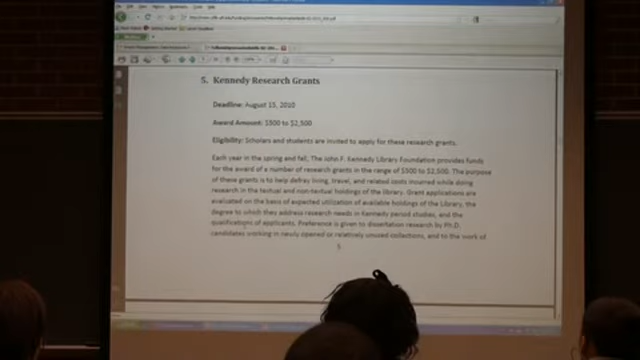 5. Kennedy Research Grants
Deadline: August 15, 2010
Award Amount: $500 to $2,500
Eligibility: Scholars and students are invited to apply for these research grants.
Each year in the spring and fall, The John F. Kennedy Library Foundation provides funds
for the award of a number of research grants in the range of $500 to $2,500. The purpose
of these grants is to help defray living, travel, and related costs incurred while doing
research in the textual and non-textual holdings of the library. Grant applications are
evaluated on the basis of expected utilization of available holdings of the Library, the
degree to which they address research needs in Kennedy period studies, and the
qualifications of applicants. Preference is given to dissertation research by Ph.D.
candidates working in newly opened or relatively unused collections, and to the work of
5